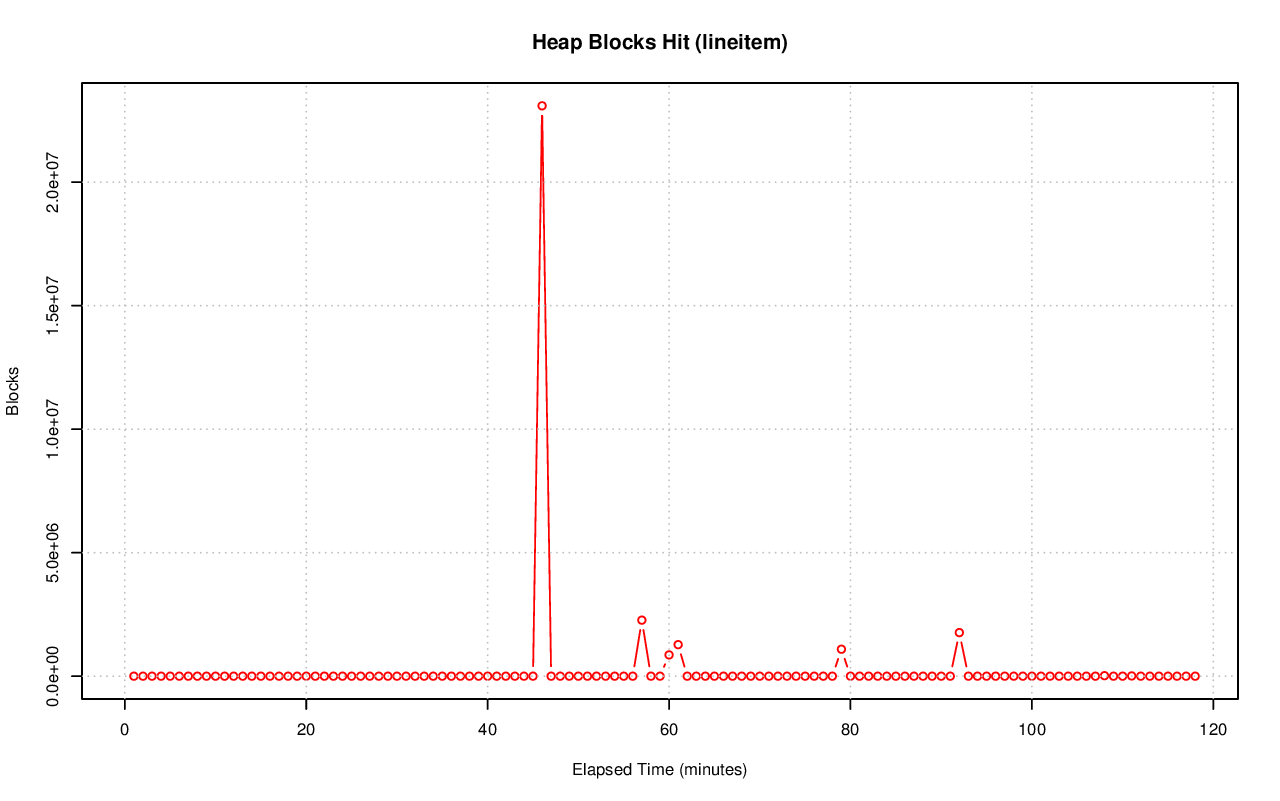 Heap Blocks Hit (lineitem)
Blocks
2.0e+07
1.5e+07
1.0e+07
5.0e+06
0.0e+00
0 20 40 60 80 100 120
Elapsed Time (minutes)